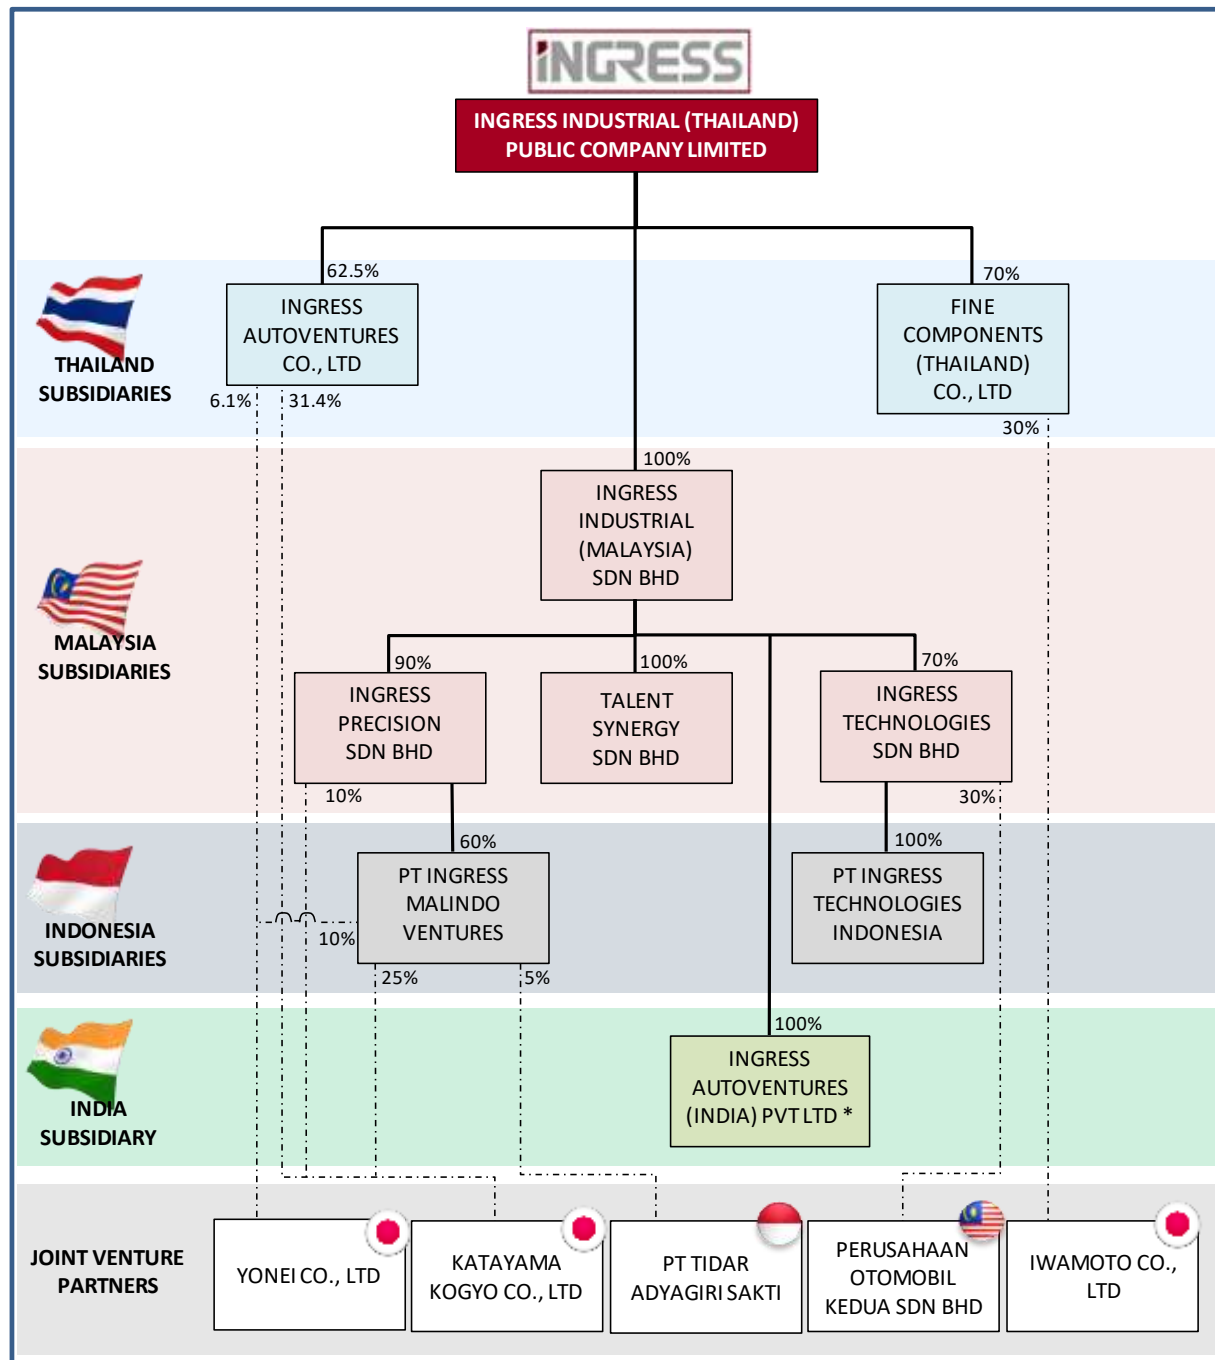 iNGRESS
INGRESS INDUSTRIAL (THAILAND)
PUBLIC COMPANY LIMITED
62.5%
70%
INGRESS
AUTOVENTURES
CO., LTD
FINE
COMPONENTS
(THAILAND)
CO., LTD
THAILAND
SUBSIDIARIES
6.1%
31.4%
30%
100%
INGRESS
INDUSTRIAL
(MALAYSIA)
SDN BHD
MALAYSIA
SUBSIDIARIES
90%
100%
70%
INGRESS
PRECISION
SDN BHD
TALENT
SYNERGY
SDN BHD
INGRESS
TECHNOLOGIES
SDN BHD
10%
30%
60%
100%
PT INGRESS
MALINDO
VENTURES
PT INGRESS
TECHNOLOGIES
INDONESIA
INDONESIA
SUBSIDIARIES
10%
25%
5%
100%
INGRESS
AUTOVENTURES
(INDIA) PVT LTD *
INDIA
SUBSIDIARY
JOINT VENTURE
PARTNERS
YONEI CO., LTD
KATAYAMA
KOGYO CO., LTD
PT TIDAR
ADYAGIRI SAKTI
PERUSAHAAN
OTOMOBIL
KEDUA SDN BHD
IWAMOTO CO.,
LTD